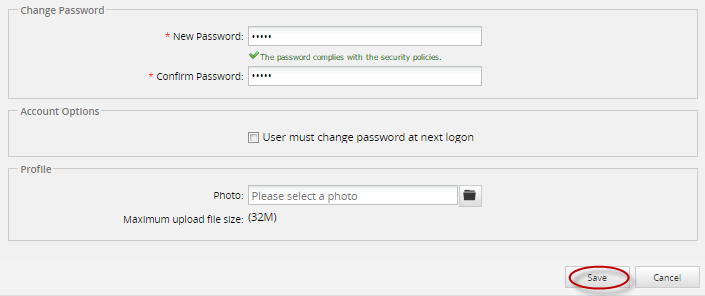 Change Password
* New Password: •••••
The password complies with the security policies.
* Confirm Password: •••••
Account Options
User must change password at next logon
Profile
Photo: Please select a photo
Maximum upload file size: (32M)
Save Cancel